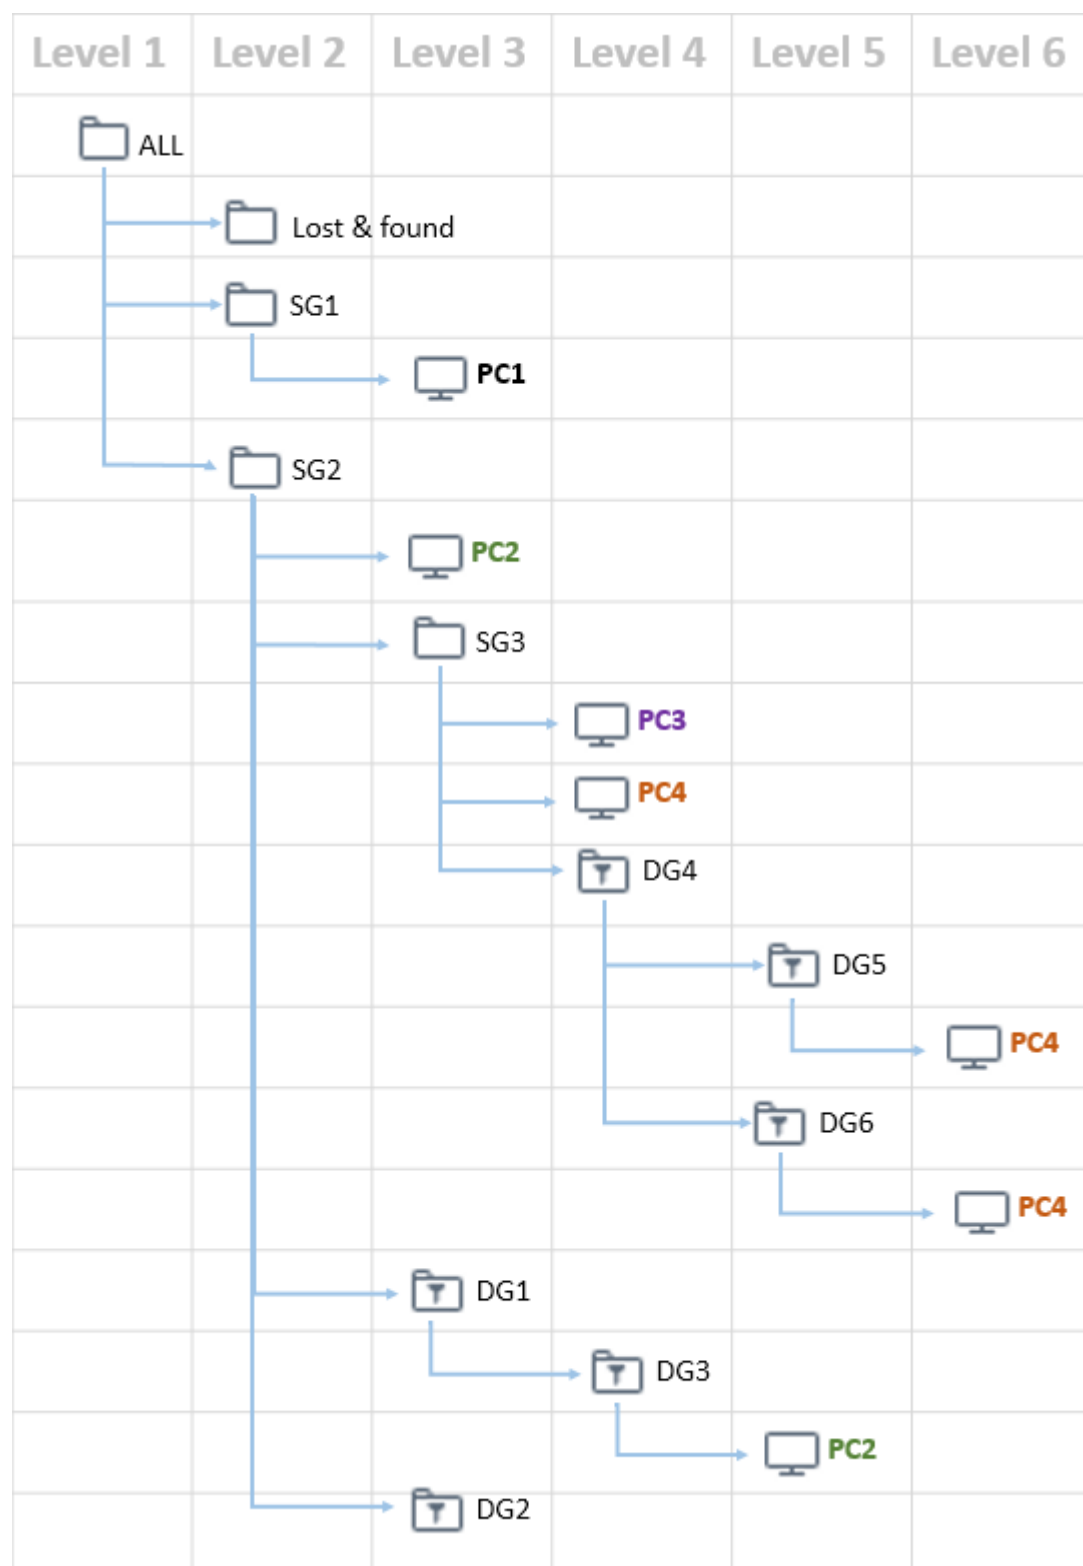 Level 1 Level 2 Level 3 Level 4 Level 5 Level 6
ALL
Lost & found
SG1
PC1
SG2
PC2
SG3
PC3
PC4
DG4
DG5
PC4
DG6
PC4
DG1
DG3
PC2
DG2